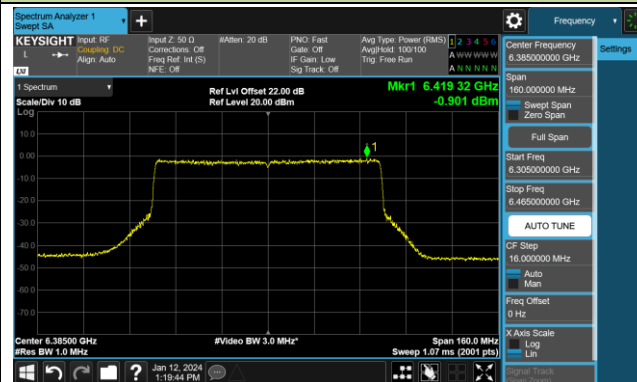 Spectrum Analyzer 1
Swept SA
Frequency
KEYSIGHT
L
LXI
Input: RF
Coupling: DC
Align: Auto
Input Z: 50 Ω
Corrections: Off
Freq Ref: Int (S)
NFE: Off
#Atten: 20 dB
PNO: Fast
Gate: Off
IF Gain: Low
Sig Track: Off
Avg Type: Power (RMS)
Avg|Hold: 100/100
Trig: Free Run
1 2 3 4 5 6
A W W W W W
A N N N N N
1 Spectrum
Scale/Div 10 dB
Log
Ref Lvl Offset 22.00 dB
Ref Level 20.00 dBm
Mkr1 6.419 32 GHz
-0.901 dBm
10.0
0.00
-10.0
-20.0
-30.0
-40.0
-50.0
-60.0
-70.0
1
Center 6.38500 GHz
#Res BW 1.0 MHz
#Video BW 3.0 MHz*
Span 160.0 MHz
Sweep 1.07 ms (2001 pts)
Jan 12, 2024
1:19:44 PM
Center Frequency
6.385000000 GHz
Span
160.000000 MHz
Swept Span
Zero Span
Full Span
Start Freq
6.305000000 GHz
Stop Freq
6.465000000 GHz
AUTO TUNE
CF Step
16.000000 MHz
Auto
Man
Freq Offset
0 Hz
X Axis Scale
Log
Lin
Signal Track
(Span Zoom)
Settings